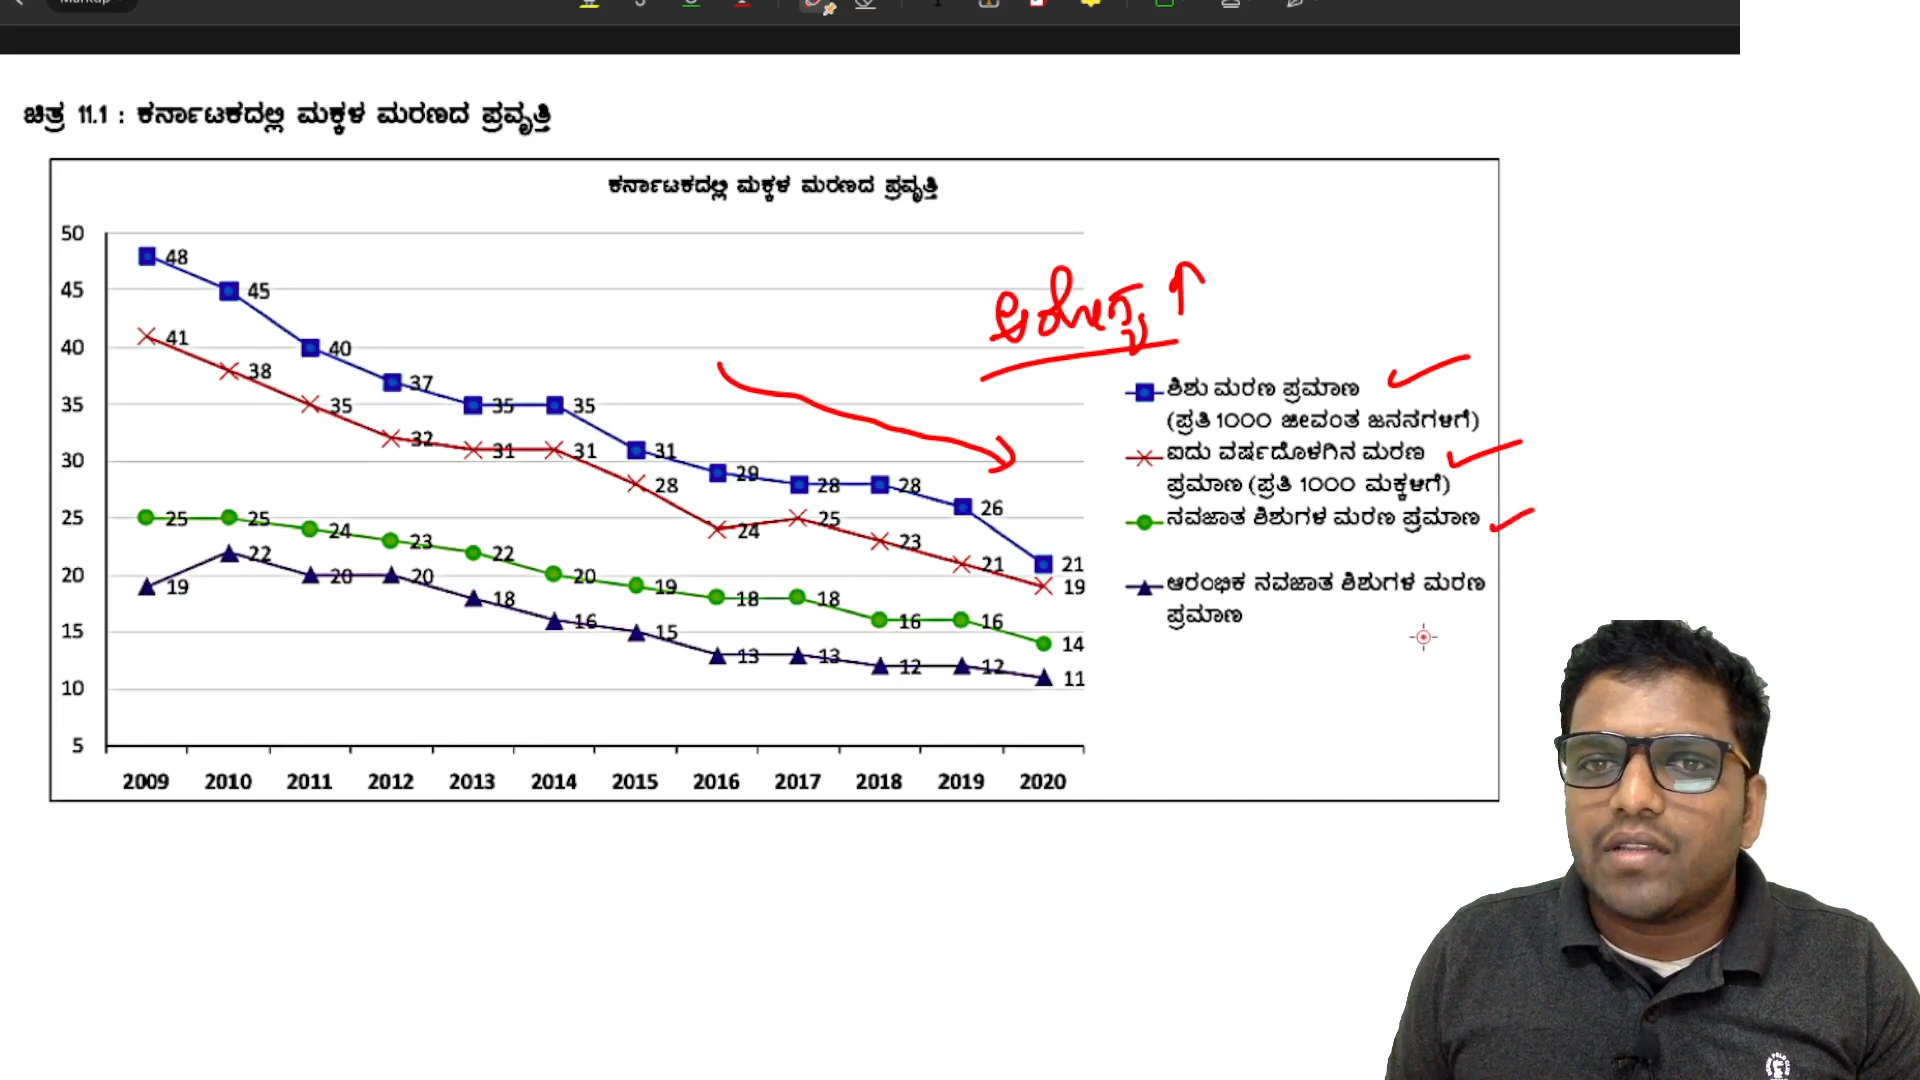 Markup
ಚಿತ್ರ 11.1 : ಕರ್ನಾಟಕದಲ್ಲಿ ಮಕ್ಕಳ ಮರಣದ ಪ್ರವೃತ್ತಿ
ಕರ್ನಾಟಕದಲ್ಲಿ ಮಕ್ಕಳ ಮರಣದ ಪ್ರವೃತ್ತಿ
50
45
40
35
30
25
20
15
10
5
48 45 40 37 35 35 31 29 28 28 26 21
41 38 35 32 31 31 28 24 25 23 21 19
25 25 24 23 22 20 19 18 18 16 16 14
19 22 20 20 18 16 15 13 13 12 12 11
2009 2010 2011 2012 2013 2014 2015 2016 2017 2018 2019 2020
ಆರೋಗ್ಯ ↑
ಶಿಶು ಮರಣ ಪ್ರಮಾಣ
(ಪ್ರತಿ 1000 ಜೀವಂತ ಜನನಗಳಿಗೆ)
ಐದು ವರ್ಷದೊಳಗಿನ ಮರಣ
ಪ್ರಮಾಣ (ಪ್ರತಿ 1000 ಮಕ್ಕಳಿಗೆ)
ನವಜಾತ ಶಿಶುಗಳ ಮರಣ ಪ್ರಮಾಣ
ಆರಂಭಿಕ ನವಜಾತ ಶಿಶುಗಳ ಮರಣ
ಪ್ರಮಾಣ